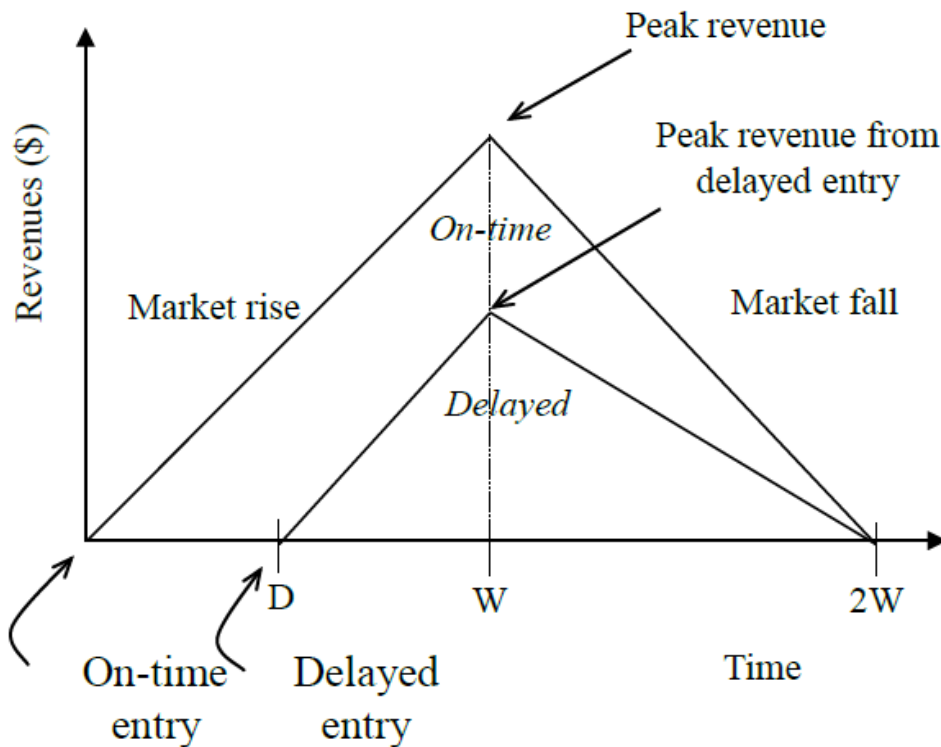 Peak revenue
Peak revenue from
delayed entry
Revenues ($)
On-time
Market rise
Market fall
Delayed
D
W
2W
On-time
entry
Delayed
entry
Time